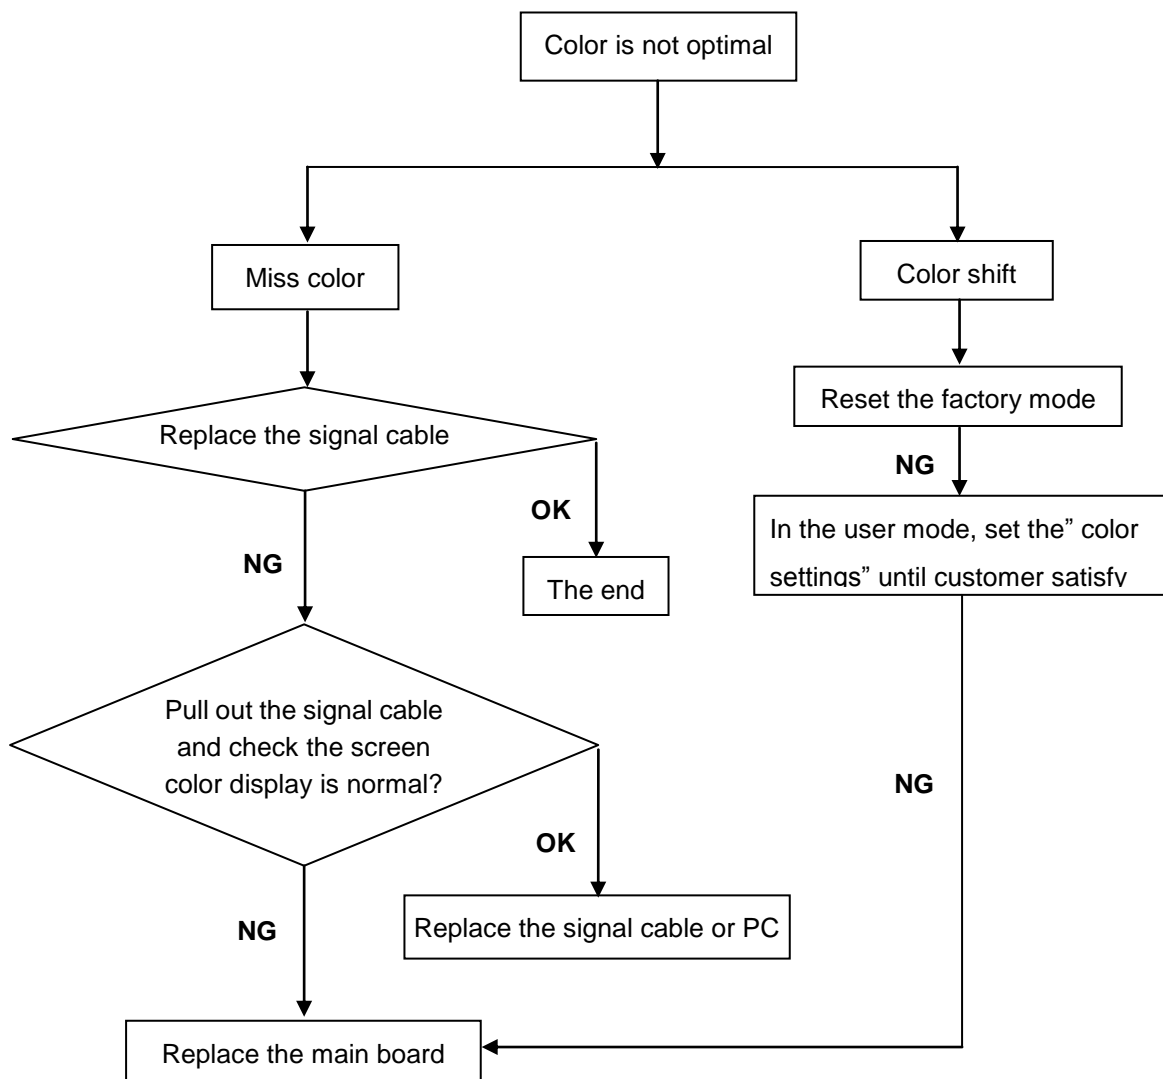 Color is not optimal
Miss color
Color shift
Replace the signal cable
Reset the factory mode
NG
OK
NG
In the user mode, set the” color
settings” until customer satisfy
The end
Pull out the signal cable
and check the screen
color display is normal?
NG
OK
NG
Replace the signal cable or PC
Replace the main board